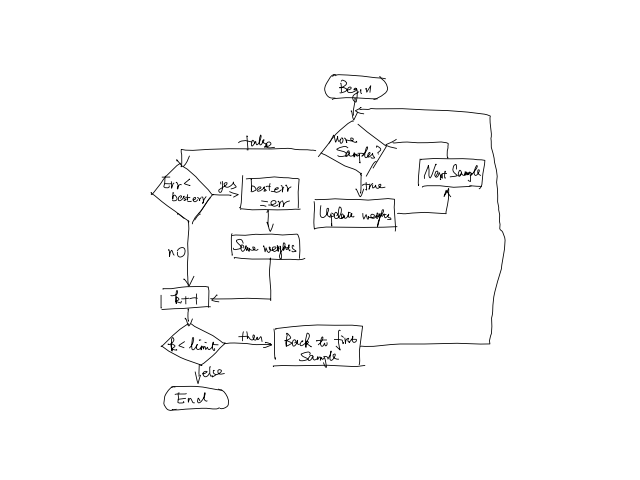 Begin
More
Samples?
false
true
Next Sample
Update weights
Err <
besterr
yes
besterr
= err
Save weights
no
k++
k < limit
then
Back to first
Sample
else
End